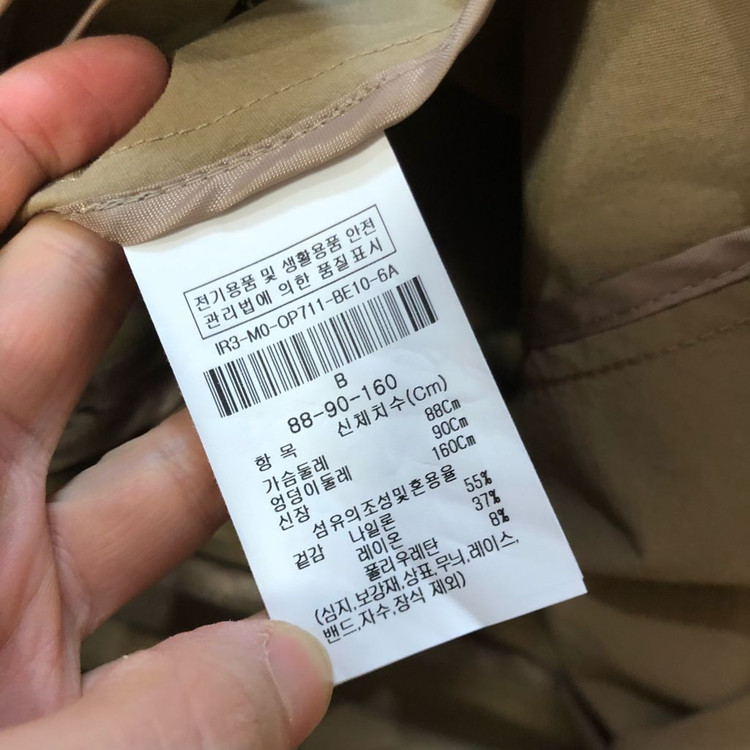 전기용품 및 생활용품 안전
관리법에 의한 품질표시
IR3-M0-OP711-BE10-6A
B
88-90-160
항 목 신체치수(Cm)
가슴둘레 88Cm
엉덩이둘레 90Cm
신장 160Cm
섬유의조성및혼용율
겉감 나일론 55%
레이온 37%
폴리우레탄 8%
(심지,보강재,상표,무늬,레이스,
밴드,자수,장식 제외)